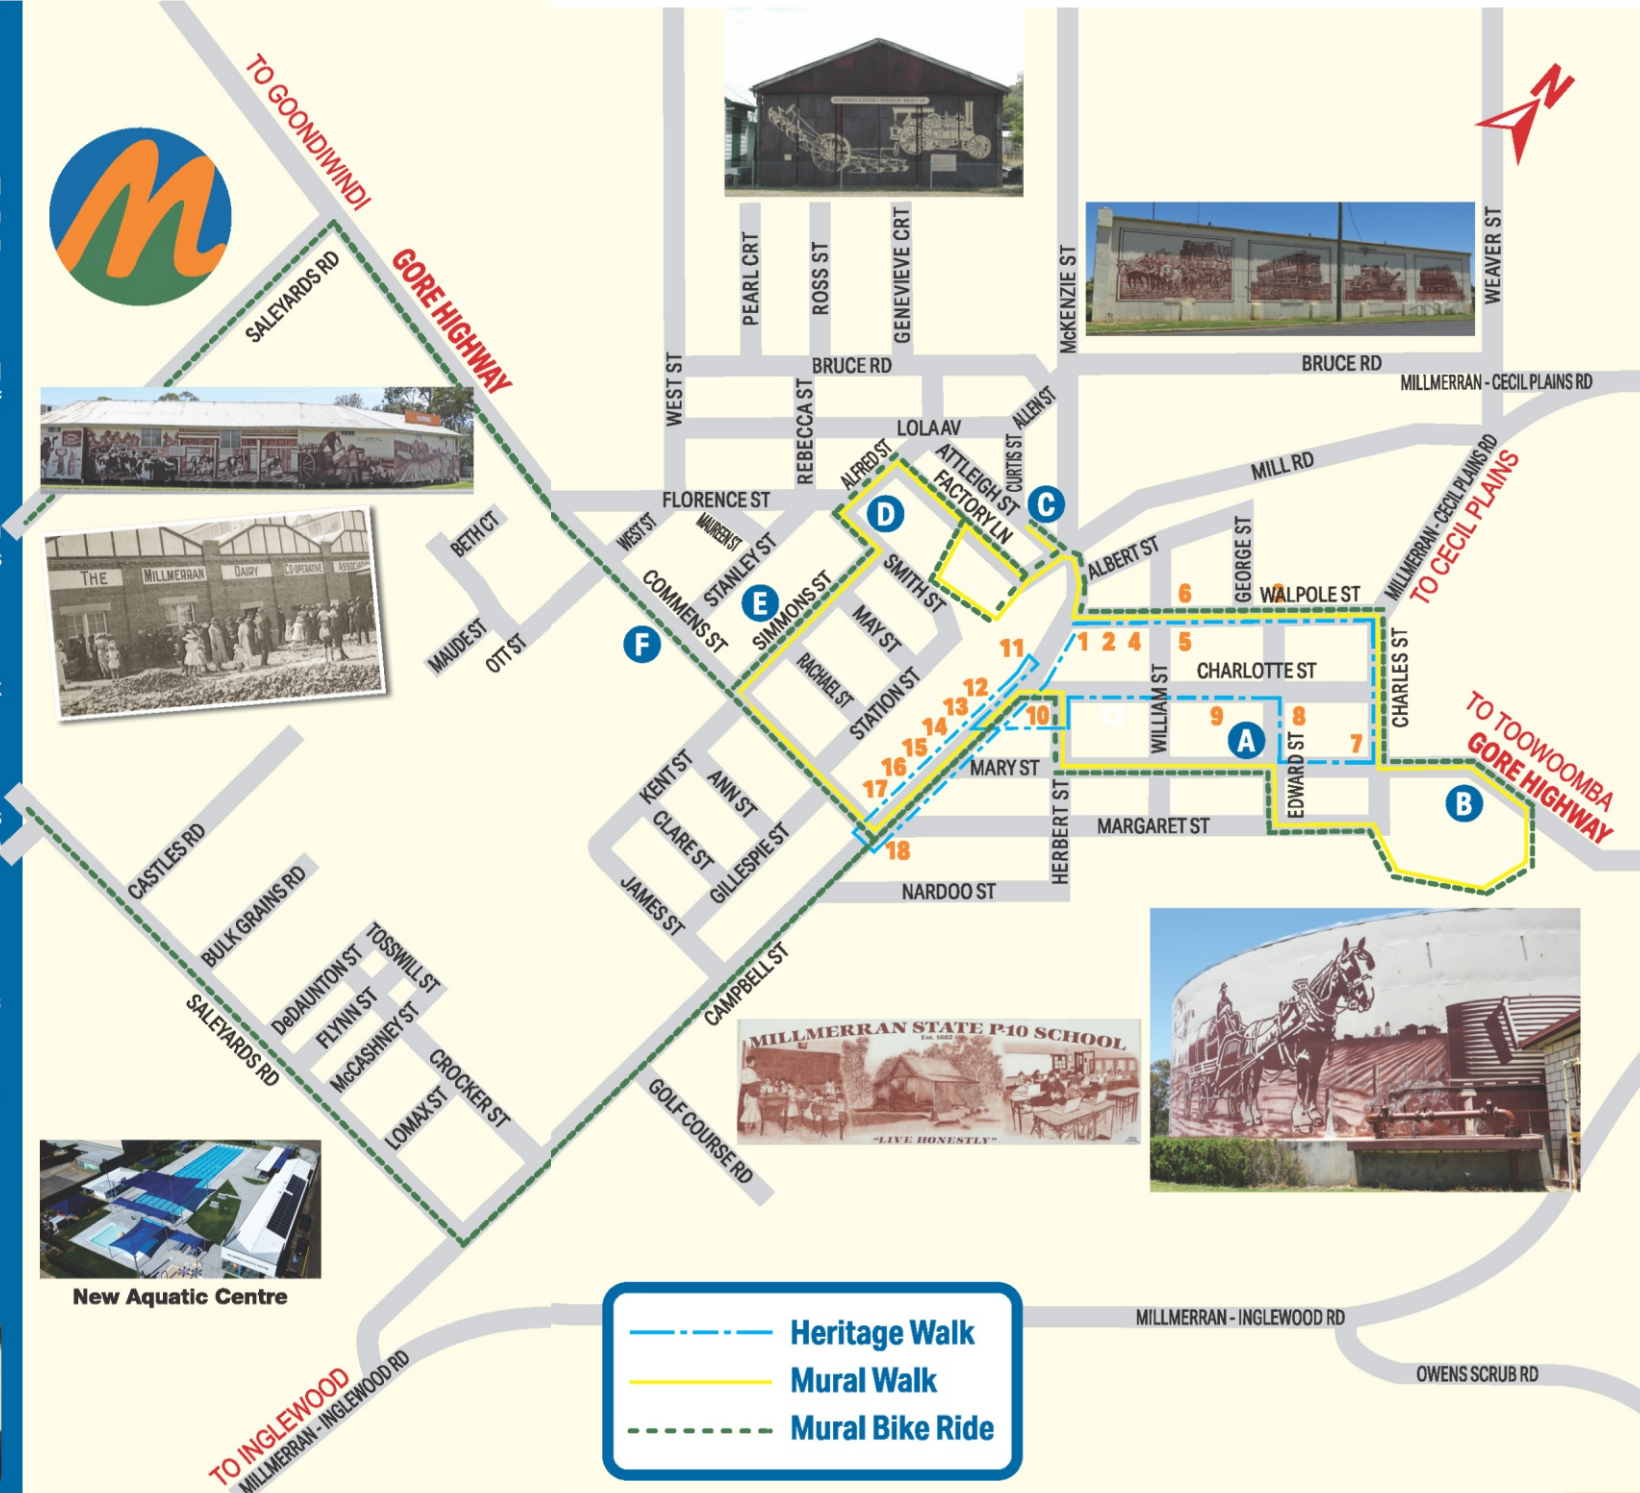 TO GOONDIWINDI
GORE HIGHWAY
SALEYARDS RD
N
PEARL CRT
ROSS ST
GENEVIEVE CRT
McKENZIE ST
WEAVER ST
WEST ST
BRUCE RD
BRUCE RD
MILLMERRAN - CECIL PLAINS RD
REBECCA ST
LOLA AV
ALLEN ST
CURTIS ST
ALFRED ST
ATTLEIGH ST
FACTORY LN
MILL RD
MILLMERRAN - CECIL PLAINS RD
TO CECIL PLAINS
FLORENCE ST
C
D
BETH CT
WEST ST
MAUREEN ST
STANLEY ST
ALBERT ST
GEORGE ST
THE
MILLMERRAN
DAIRY
CO-OPERATIVE
ASSOCIATION
COMMENS ST
E
SIMMONS ST
SMITH ST
6
WALPOLE ST
MAUDE ST
OTT ST
F
MAY ST
11
1
2
4
5
CHARLES ST
RACHAEL ST
STATION ST
12
13
14
15
16
17
18
10
WILLIAM ST
CHARLOTTE ST
9
8
A
7
EDWARD ST
TO TOOWOOMBA
GORE HIGHWAY
B
MARY ST
HERBERT ST
MARGARET ST
NARDOO ST
KENT ST
ANN ST
CLARE ST
GILLESPIE ST
JAMES ST
CAMPBELL ST
CASTLES RD
BULK GRAINS RD
SALEYARDS RD
DeDAUNTON ST
TOSSWILL ST
FLYNN ST
McCASHNEY ST
CROCKER ST
LOMAX ST
GOLF COURSE RD
MILLMERRAN STATE P-10 SCHOOL
Est. 1882
"LIVE HONESTLY"
New Aquatic Centre
MILLMERRAN - INGLEWOOD RD
OWENS SCRUB RD
TO INGLEWOOD
MILLMERRAN - INGLEWOOD RD
Heritage Walk
Mural Walk
Mural Bike Ride